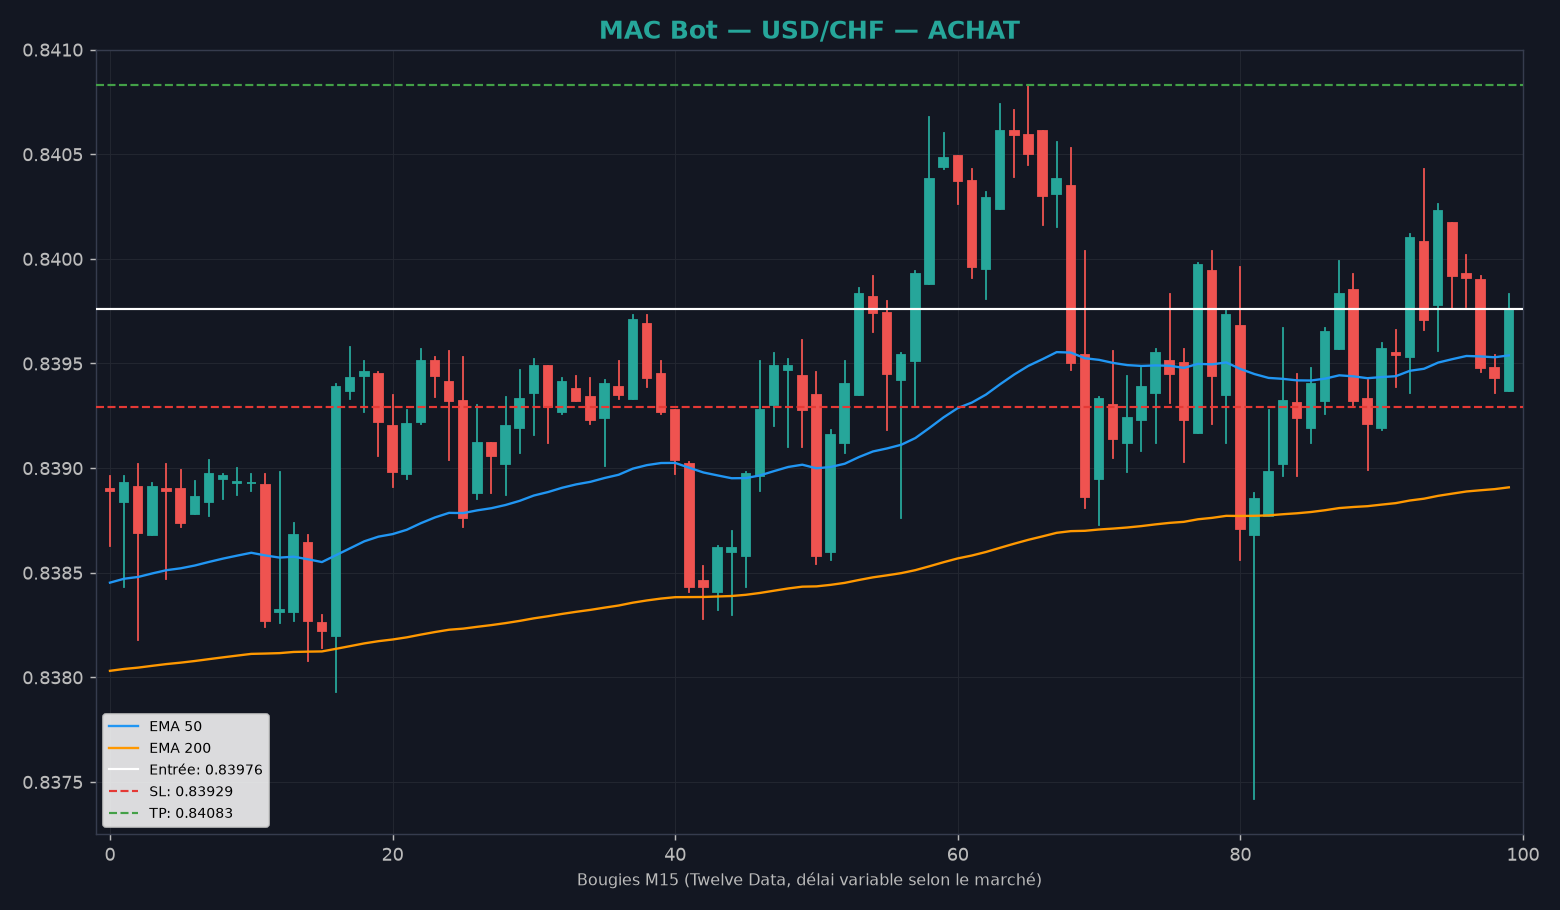 MAC Bot — USD/CHF — ACHAT
0.8410
0.8405
0.8400
0.8395
0.8390
0.8385
0.8380
0.8375
EMA 50
EMA 200
Entrée: 0.83976
SL: 0.83929
TP: 0.84083
0 20 40 60 80 100
Bougies M15 (Twelve Data, délai variable selon le marché)